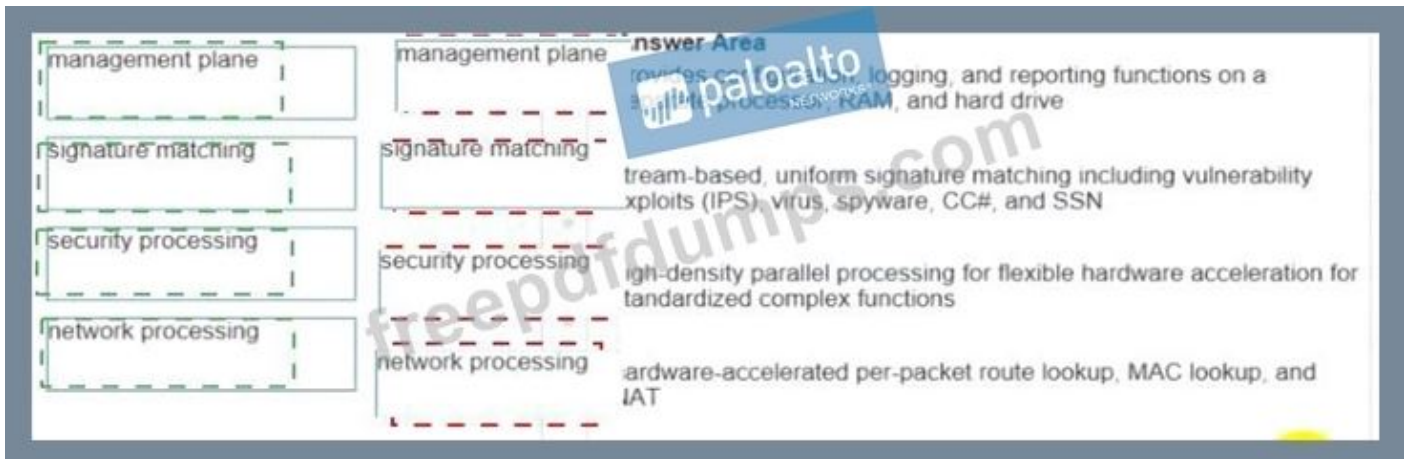 management plane
signature matching
security processing
network processing
management plane
signature matching
security processing
network processing
nswer Area
rovides configuration, logging, and reporting functions on a
processor, RAM, and hard drive
tream-based, uniform signature matching including vulnerability
xploits (IPS), virus, spyware, CC#, and SSN
igh-density parallel processing for flexible hardware acceleration for
tandardized complex functions
ardware-accelerated per-packet route lookup, MAC lookup, and
IAT
paloalto
NETWORKS
freepdfdumps.com